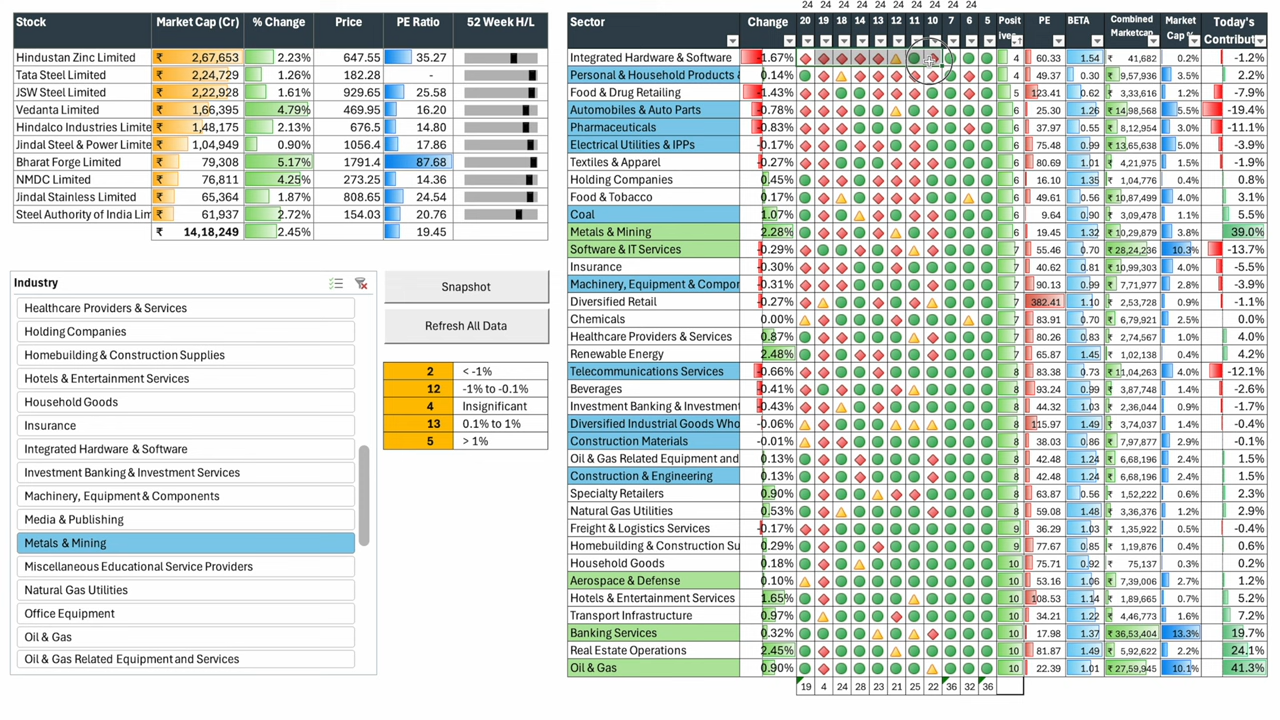 24 24 24 24 24 24 24 24 24 24
Stock Market Cap (Cr) % Change Price PE Ratio 52 Week H/L
Hindustan Zinc Limited ₹ 2,67,653 2.23% 647.55 35.27
Tata Steel Limited ₹ 2,24,729 1.26% 182.28 -
JSW Steel Limited ₹ 2,22,928 1.61% 929.65 25.58
Vedanta Limited ₹ 1,66,395 4.79% 469.95 16.20
Hindalco Industries Limite ₹ 1,48,175 2.13% 676.5 14.80
Jindal Steel & Power Limite ₹ 1,04,949 0.90% 1056.4 17.86
Bharat Forge Limited ₹ 79,308 5.17% 1791.4 87.68
NMDC Limited ₹ 76,811 4.25% 273.25 14.36
Jindal Stainless Limited ₹ 65,364 1.87% 808.65 24.54
Steel Authority of India Lim ₹ 61,937 2.72% 154.03 20.76
₹ 14,18,249 2.45% 19.45
Industry
Healthcare Providers & Services
Holding Companies
Homebuilding & Construction Supplies
Hotels & Entertainment Services
Household Goods
Insurance
Integrated Hardware & Software
Investment Banking & Investment Services
Machinery, Equipment & Components
Media & Publishing
Metals & Mining
Miscellaneous Educational Service Providers
Natural Gas Utilities
Office Equipment
Oil & Gas
Oil & Gas Related Equipment and Services
Snapshot
Refresh All Data
2 < -1%
12 -1% to -0.1%
4 Insignificant
13 0.1% to 1%
5 > 1%
Sector Change 20 19 18 14 13 12 11 10 7 6 5 Posit ives PE BETA Combined Marketcap Market Cap % Today's Contribut
Integrated Hardware & Software -1.67% 4 60.33 1.54 ₹ 41,682 0.2% -1.2%
Personal & Household Products & 0.14% 4 49.37 0.30 ₹ 9,57,936 3.5% 2.2%
Food & Drug Retailing -1.43% 5 123.41 0.62 ₹ 3,33,616 1.2% -7.9%
Automobiles & Auto Parts -0.78% 6 25.30 1.26 ₹ 14,98,568 5.5% -19.4%
Pharmaceuticals -0.83% 6 37.97 0.55 ₹ 8,12,954 3.0% -11.1%
Electrical Utilities & IPPs -0.17% 6 75.48 0.99 ₹ 13,65,638 5.0% -3.9%
Textiles & Apparel -0.27% 6 80.69 1.01 ₹ 4,21,975 1.5% -1.9%
Holding Companies 0.45% 6 16.10 1.35 ₹ 1,04,776 0.4% 0.8%
Food & Tobacco 0.17% 6 49.61 0.56 ₹ 10,87,499 4.0% 3.1%
Coal 1.07% 6 9.64 0.90 ₹ 3,09,478 1.1% 5.5%
Metals & Mining 2.28% 6 19.45 1.32 ₹ 10,29,879 3.8% 39.0%
Software & IT Services -0.29% 7 55.46 0.70 ₹ 28,24,236 10.3% -13.7%
Insurance -0.30% 7 40.62 0.81 ₹ 10,99,303 4.0% -5.5%
Machinery, Equipment & Compor -0.31% 7 90.13 0.99 ₹ 7,71,977 2.8% -3.9%
Diversified Retail -0.27% 7 382.41 1.10 ₹ 2,53,728 0.9% -1.1%
Chemicals 0.00% 7 83.91 0.70 ₹ 6,79,921 2.5% 0.0%
Healthcare Providers & Services 0.87% 7 80.26 0.83 ₹ 2,74,567 1.0% 4.0%
Renewable Energy 2.48% 7 65.87 1.45 ₹ 1,02,138 0.4% 4.2%
Telecommunications Services -0.66% 8 83.38 0.73 ₹ 11,04,263 4.0% -12.1%
Beverages -0.41% 8 93.24 0.99 ₹ 3,87,748 1.4% -2.6%
Investment Banking & Investment -0.43% 8 44.32 1.03 ₹ 2,36,044 0.9% -1.7%
Diversified Industrial Goods Who -0.06% 8 115.97 1.49 ₹ 3,74,037 1.4% -0.4%
Construction Materials -0.01% 8 38.03 0.86 ₹ 7,97,877 2.9% -0.1%
Oil & Gas Related Equipment and 0.13% 8 42.48 1.24 ₹ 6,68,196 2.4% 1.5%
Construction & Engineering 0.13% 8 42.48 1.24 ₹ 6,68,196 2.4% 1.5%
Specialty Retailers 0.90% 8 63.87 0.56 ₹ 1,52,222 0.6% 2.3%
Natural Gas Utilities 0.53% 8 59.08 1.48 ₹ 3,36,376 1.2% 2.9%
Freight & Logistics Services -0.17% 9 36.29 1.03 ₹ 1,35,922 0.5% -0.4%
Homebuilding & Construction Su 0.29% 9 77.67 0.85 ₹ 1,19,876 0.4% 0.6%
Household Goods 0.18% 10 75.71 0.92 ₹ 75,137 0.3% 0.2%
Aerospace & Defense 0.10% 10 53.16 1.06 ₹ 7,39,006 2.7% 1.2%
Hotels & Entertainment Services 1.65% 10 108.53 1.14 ₹ 1,89,665 0.7% 5.2%
Transport Infrastructure 0.97% 10 34.21 1.22 ₹ 4,46,773 1.6% 7.2%
Banking Services 0.32% 10 17.98 1.37 ₹ 36,53,404 13.3% 19.7%
Real Estate Operations 2.45% 10 81.87 1.49 ₹ 5,92,622 2.2% 24.1%
Oil & Gas 0.90% 10 22.39 1.01 ₹ 27,59,945 10.1% 41.3%
19 4 24 28 23 21 25 22 36 32 36